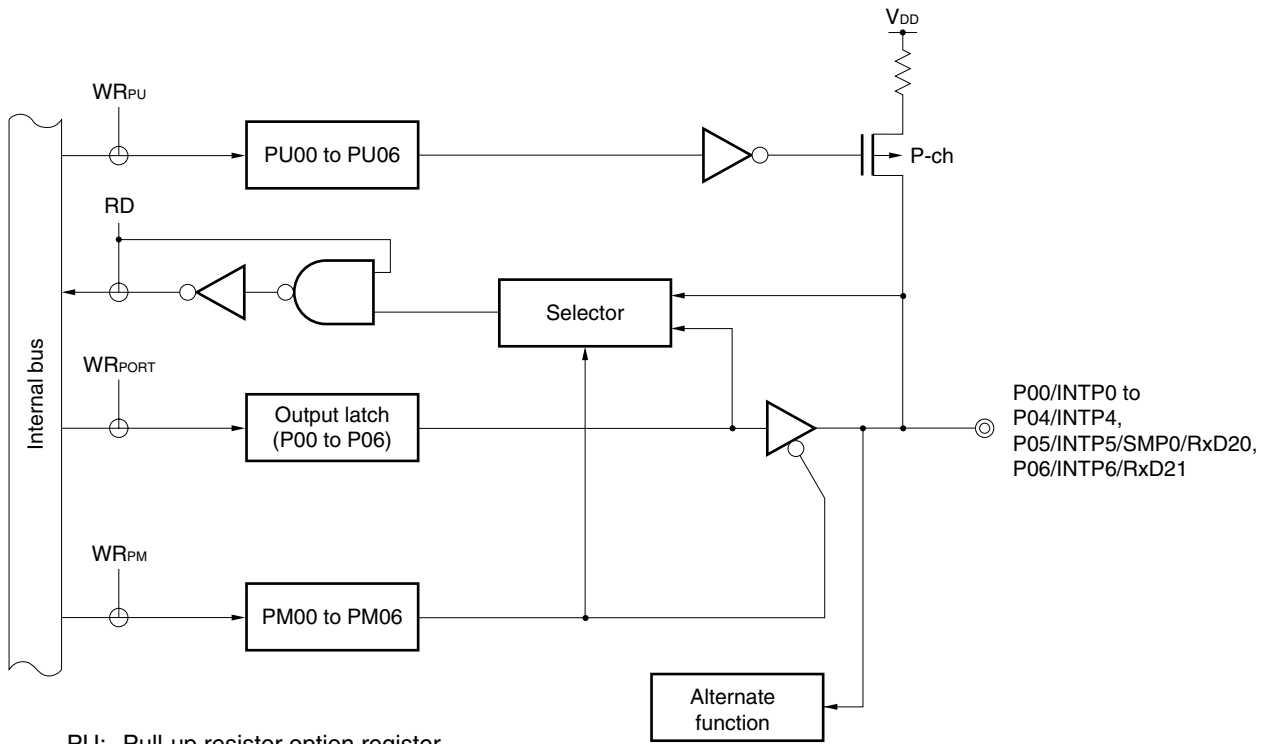 VDD
WRPU
PU00 to PU06
P-ch
RD
Selector
Internal bus
WRPORT
Output latch
(P00 to P06)
P00/INTP0 to
P04/INTP4,
P05/INTP5/SMP0/RxD20,
P06/INTP6/RxD21
WRPM
PM00 to PM06
Alternate
function
PU: Pull-up resistor option register